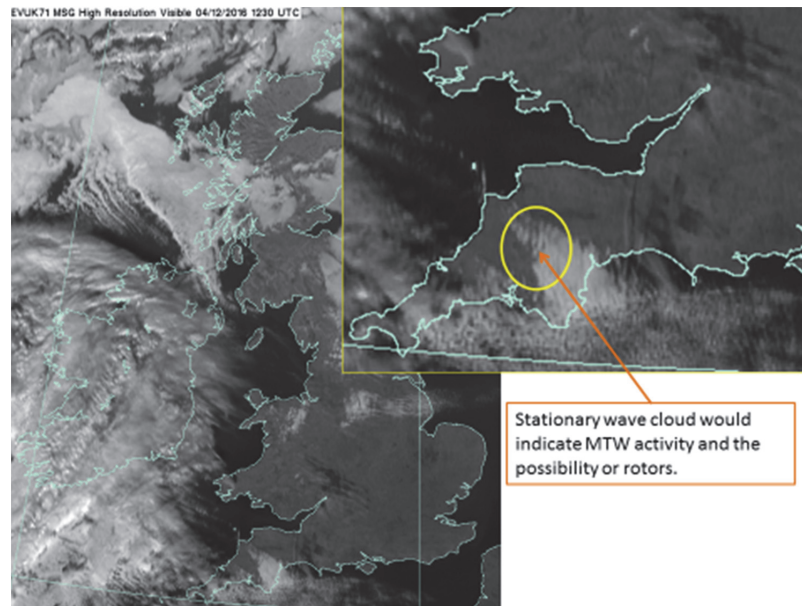 EVUK71 MSG High Resolution Visible 04/12/2016 1230 UTC
Stationary wave cloud would
indicate MTW activity and the
possibility or rotors.